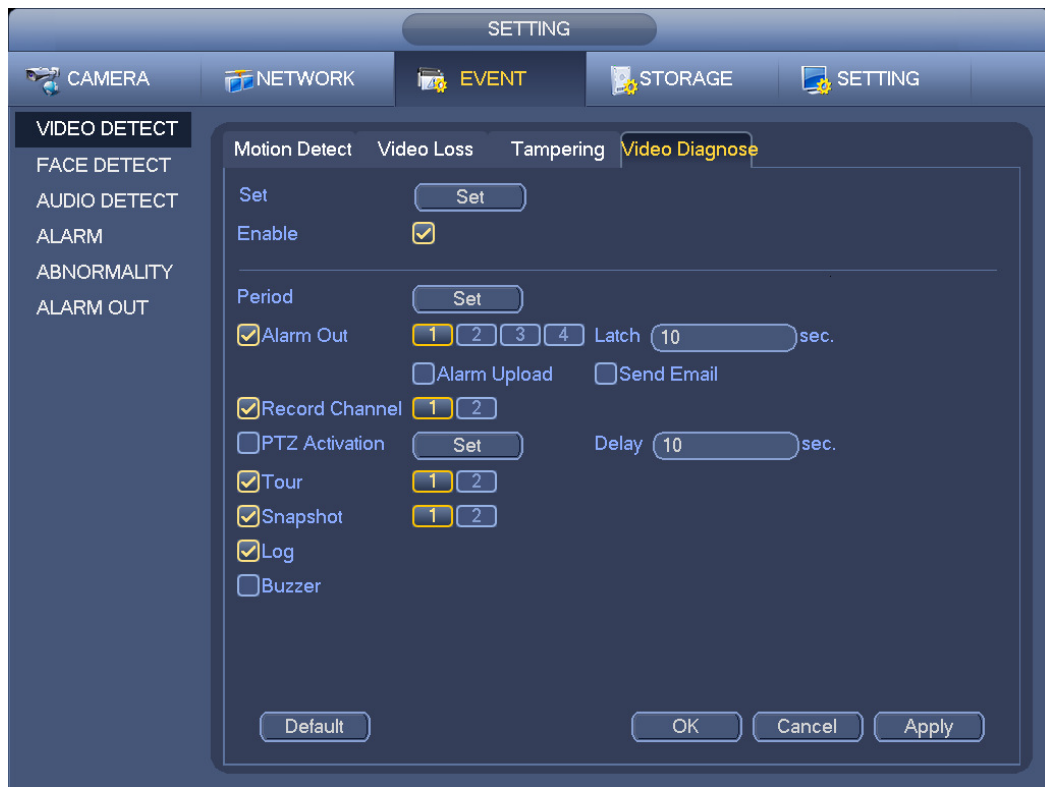 SETTING
CAMERA NETWORK EVENT STORAGE SETTING
VIDEO DETECT
FACE DETECT
AUDIO DETECT
ALARM
ABNORMALITY
ALARM OUT
Motion Detect Video Loss Tampering Video Diagnose
Set Set
Enable
Period Set
Alarm Out 1 2 3 4 Latch 10 sec.
Alarm Upload Send Email
Record Channel 1 2
PTZ Activation Set Delay 10 sec.
Tour 1 2
Snapshot 1 2
Log
Buzzer
Default OK Cancel Apply